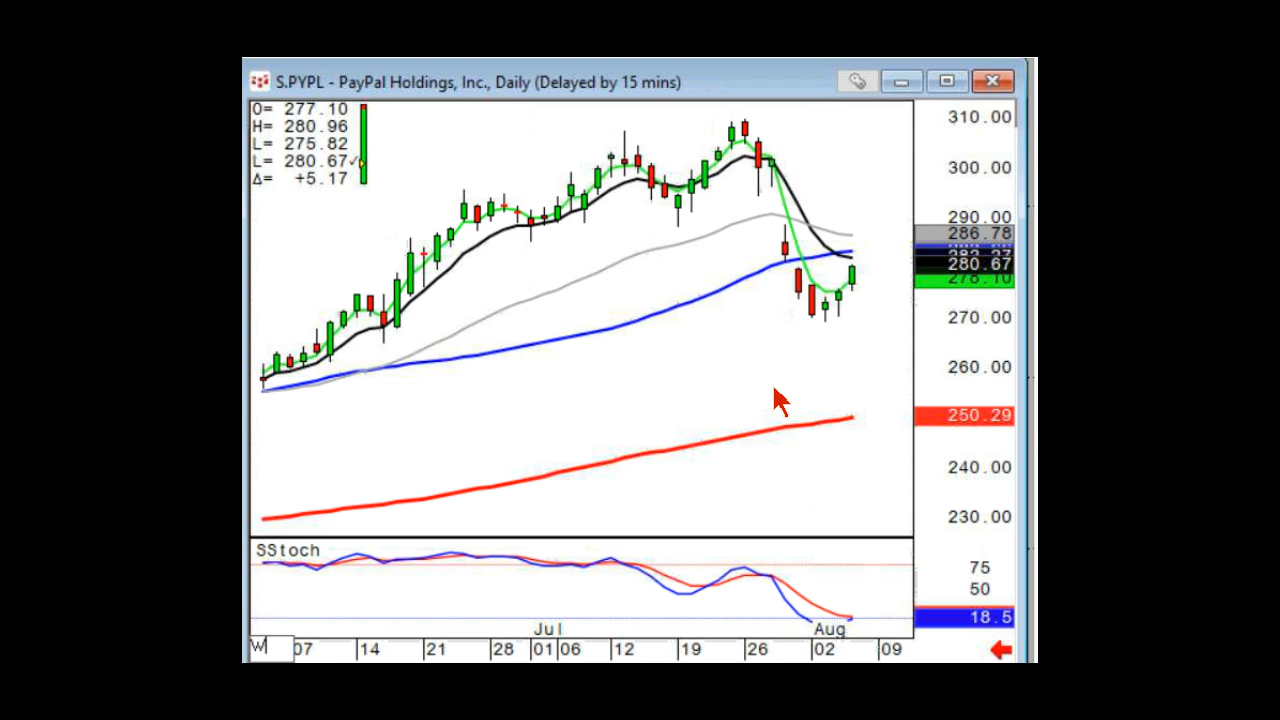 S.PYPL - PayPal Holdings, Inc., Daily (Delayed by 15 mins)
O= 277.10
H= 280.96
L= 275.82
L= 280.67✓
Δ= +5.17
310.00
300.00
290.00
286.78
280.67
278.10
270.00
260.00
250.29
240.00
230.00
SStoch
75
50
18.5
Jul
Aug
W 07 14 21 28 01 06 12 19 26 02 09